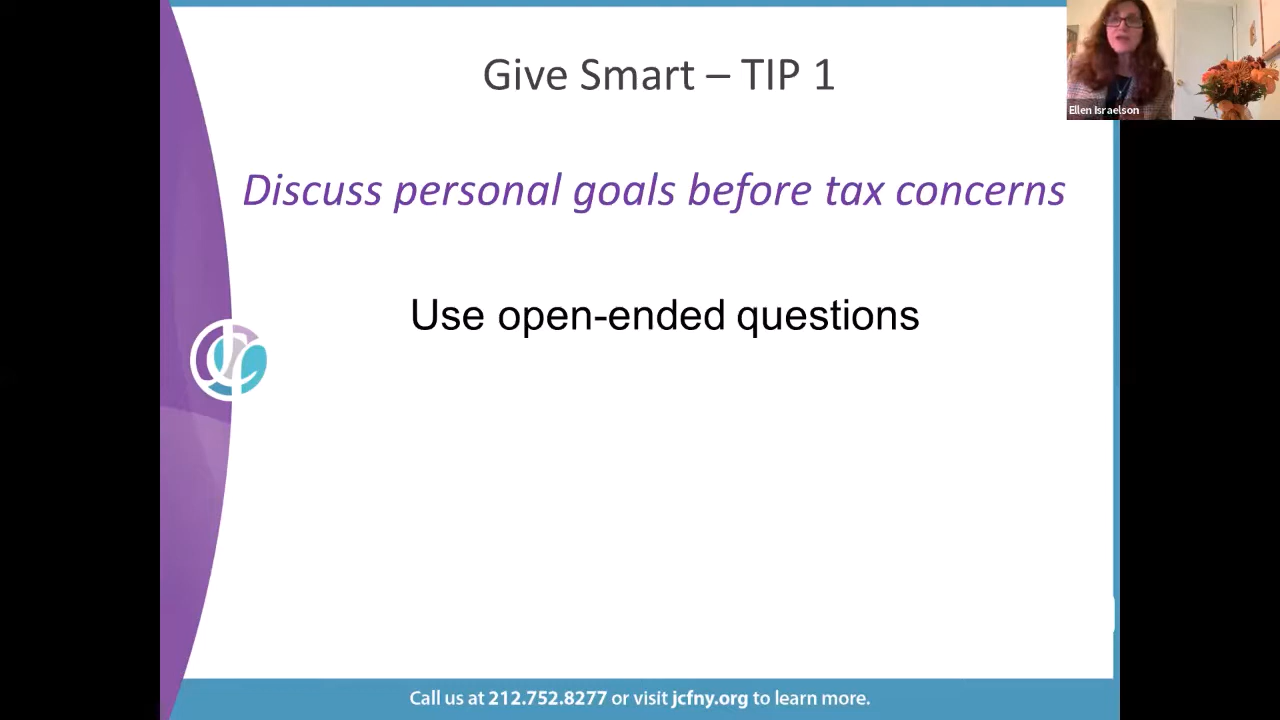 Give Smart – TIP 1
Ellen Israelson
Discuss personal goals before tax concerns
Use open-ended questions
Call us at 212.752.8277 or visit jcfny.org to learn more.